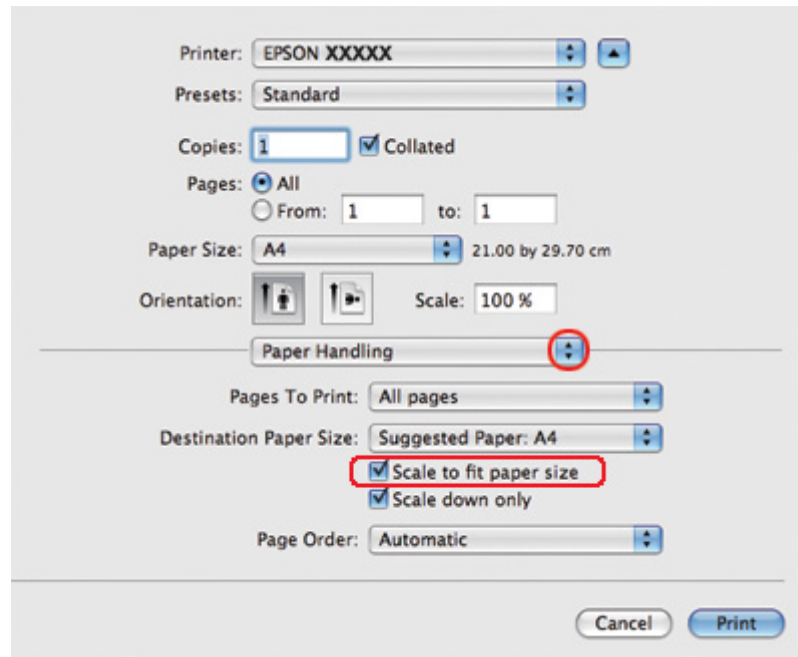 Printer: EPSON XXXXX
Presets: Standard
Copies: 1 Collated
Pages: All
From: 1 to: 1
Paper Size: A4 21.00 by 29.70 cm
Orientation: Scale: 100 %
Paper Handling
Pages To Print: All pages
Destination Paper Size: Suggested Paper: A4
Scale to fit paper size
Scale down only
Page Order: Automatic
Cancel Print